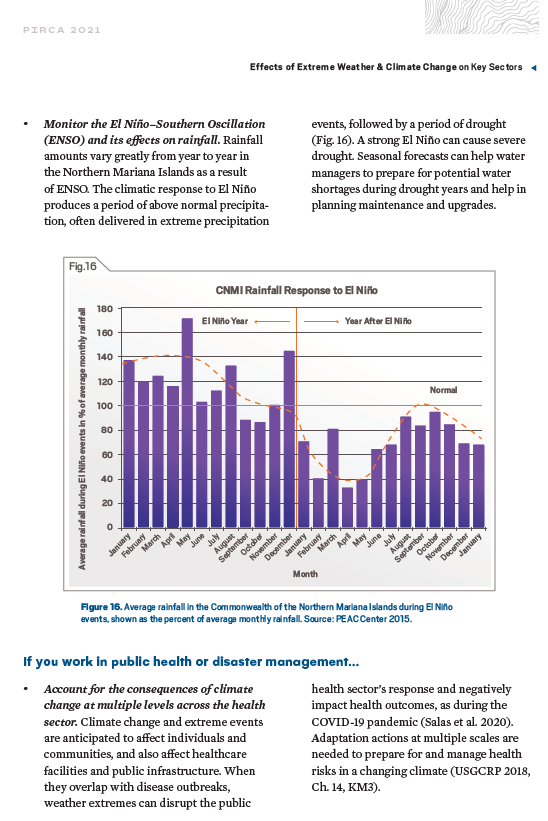 PIRCA 2021
Effects of Extreme Weather & Climate Change on Key Sectors
• Monitor the El Niño–Southern Oscillation
(ENSO) and its effects on rainfall. Rainfall
amounts vary greatly from year to year in
the Northern Mariana Islands as a result
of ENSO. The climatic response to El Niño
produces a period of above normal precipita-
tion, often delivered in extreme precipitation
events, followed by a period of drought
(Fig. 16). A strong El Niño can cause severe
drought. Seasonal forecasts can help water
managers to prepare for potential water
shortages during drought years and help in
planning maintenance and upgrades.
Fig.16
CNMI Rainfall Response to El Niño
Average rainfall during El Niño events in % of average monthly rainfall
180
160
140
120
100
80
60
40
20
0
El Niño Year
Year After El Niño
Normal
January
February
March
April
May
June
July
August
September
October
November
December
January
February
March
April
May
June
July
August
September
October
November
December
January
Month
Figure 16. Average rainfall in the Commonwealth of the Northern Mariana Islands during El Niño
events, shown as the percent of average monthly rainfall. Source: PEAC Center 2015.
If you work in public health or disaster management...
• Account for the consequences of climate
change at multiple levels across the health
sector. Climate change and extreme events
are anticipated to affect individuals and
communities, and also affect healthcare
facilities and public infrastructure. When
they overlap with disease outbreaks,
weather extremes can disrupt the public
health sector's response and negatively
impact health outcomes, as during the
COVID-19 pandemic (Salas et al. 2020).
Adaptation actions at multiple scales are
needed to prepare for and manage health
risks in a changing climate (USGCRP 2018,
Ch. 14, KM3).